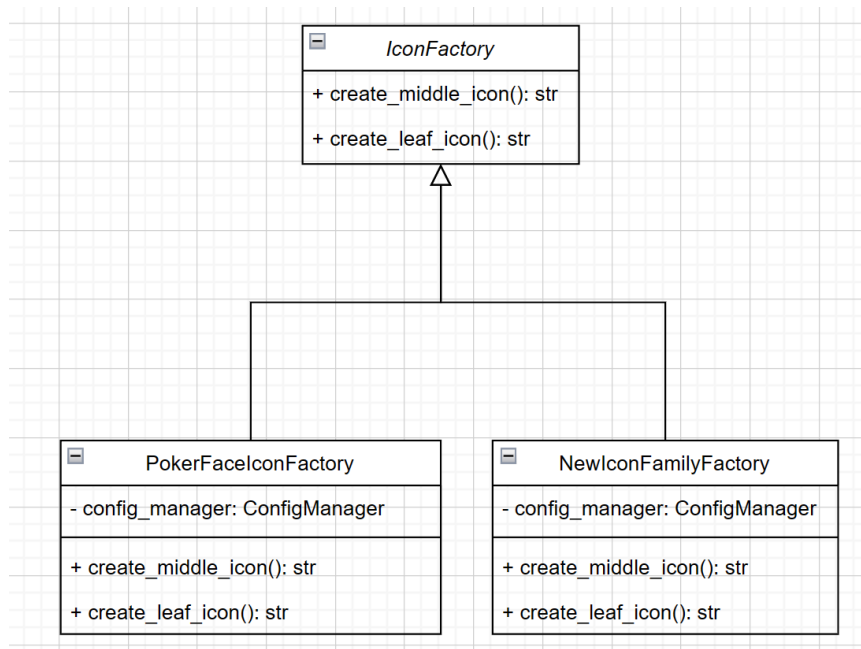 IconFactory
+ create_middle_icon(): str
+ create_leaf_icon(): str
PokerFaceIconFactory
- config_manager: ConfigManager
+ create_middle_icon(): str
+ create_leaf_icon(): str
NewIconFamilyFactory
- config_manager: ConfigManager
+ create_middle_icon(): str
+ create_leaf_icon(): str